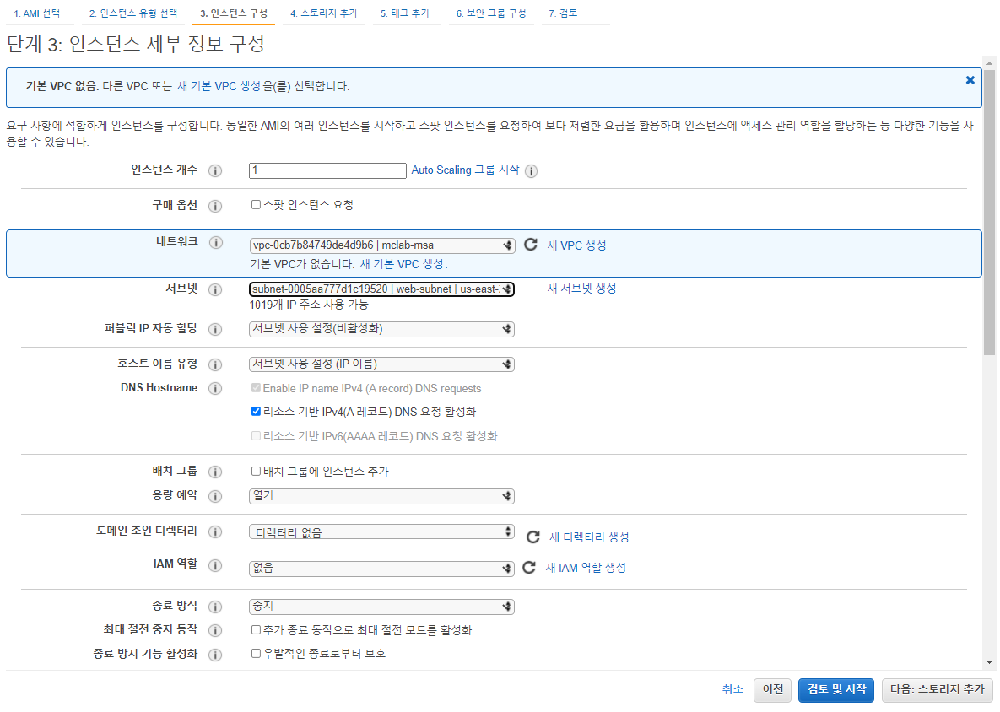 1. AMI 선택 2. 인스턴스 유형 선택 3. 인스턴스 구성 4. 스토리지 추가 5. 태그 추가 6. 보안 그룹 구성 7. 검토
단계 3: 인스턴스 세부 정보 구성
기본 VPC 없음. 다른 VPC 또는 새 기본 VPC 생성을(를) 선택합니다.
요구 사항에 적합하게 인스턴스를 구성합니다. 동일한 AMI의 여러 인스턴스를 시작하고 스팟 인스턴스를 요청하여 보다 저렴한 요금을 활용하며 인스턴스에 액세스 관리 역할을 할당하는 등 다양한 기능을 사
용할 수 있습니다.
인스턴스 개수 1 Auto Scaling 그룹 시작
구매 옵션 스팟 인스턴스 요청
네트워크 vpc-0cb7b84749de4d9b6 | mclab-msa 새 VPC 생성
기본 VPC가 없습니다. 새 기본 VPC 생성.
서브넷 subnet-0005aa777d1c19520 | web-subnet | us-east- 새 서브넷 생성
1019개 IP 주소 사용 가능
퍼블릭 IP 자동 할당 서브넷 사용 설정(비활성화)
호스트 이름 유형 서브넷 사용 설정 (IP 이름)
DNS Hostname Enable IP name IPv4 (A record) DNS requests
리소스 기반 IPv4(A 레코드) DNS 요청 활성화
리소스 기반 IPv6(AAAA 레코드) DNS 요청 활성화
배치 그룹 배치 그룹에 인스턴스 추가
용량 예약 열기
도메인 조인 디렉터리 디렉터리 없음 새 디렉터리 생성
IAM 역할 없음 새 IAM 역할 생성
종료 방식 중지
최대 절전 중지 동작 추가 종료 동작으로 최대 절전 모드를 활성화
종료 방지 기능 활성화 우발적인 종료로부터 보호
취소 이전 검토 및 시작 다음: 스토리지 추가